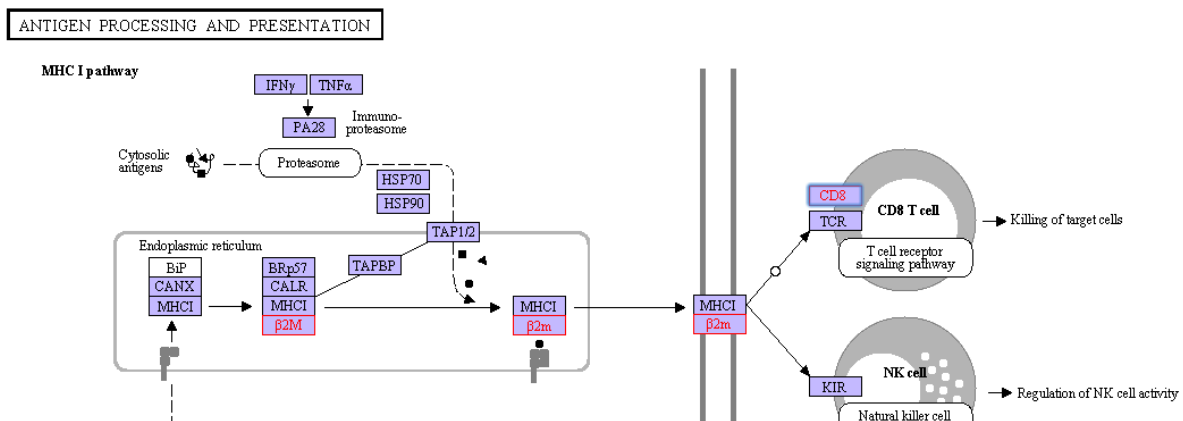 ANTIGEN PROCESSING AND PRESENTATION
MHC I pathway
IFNγ
TNFα
PA28
Immuno-
proteasome
Cytosolic
antigens
Proteasome
HSP70
HSP90
TAP1/2
Endoplasmic reticulum
BiP
CANX
MHCI
BRp57
CALR
MHCI
β2M
TAPBP
MHCI
β2m
MHCI
β2m
CD8
TCR
CD8 T cell
T cell receptor
signaling pathway
Killing of target cells
KIR
NK cell
Natural killer cell
Regulation of NK cell activity